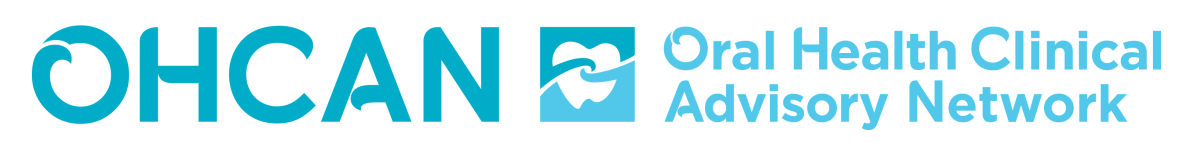 OHCAN
Oral Health Clinical
Advisory Network